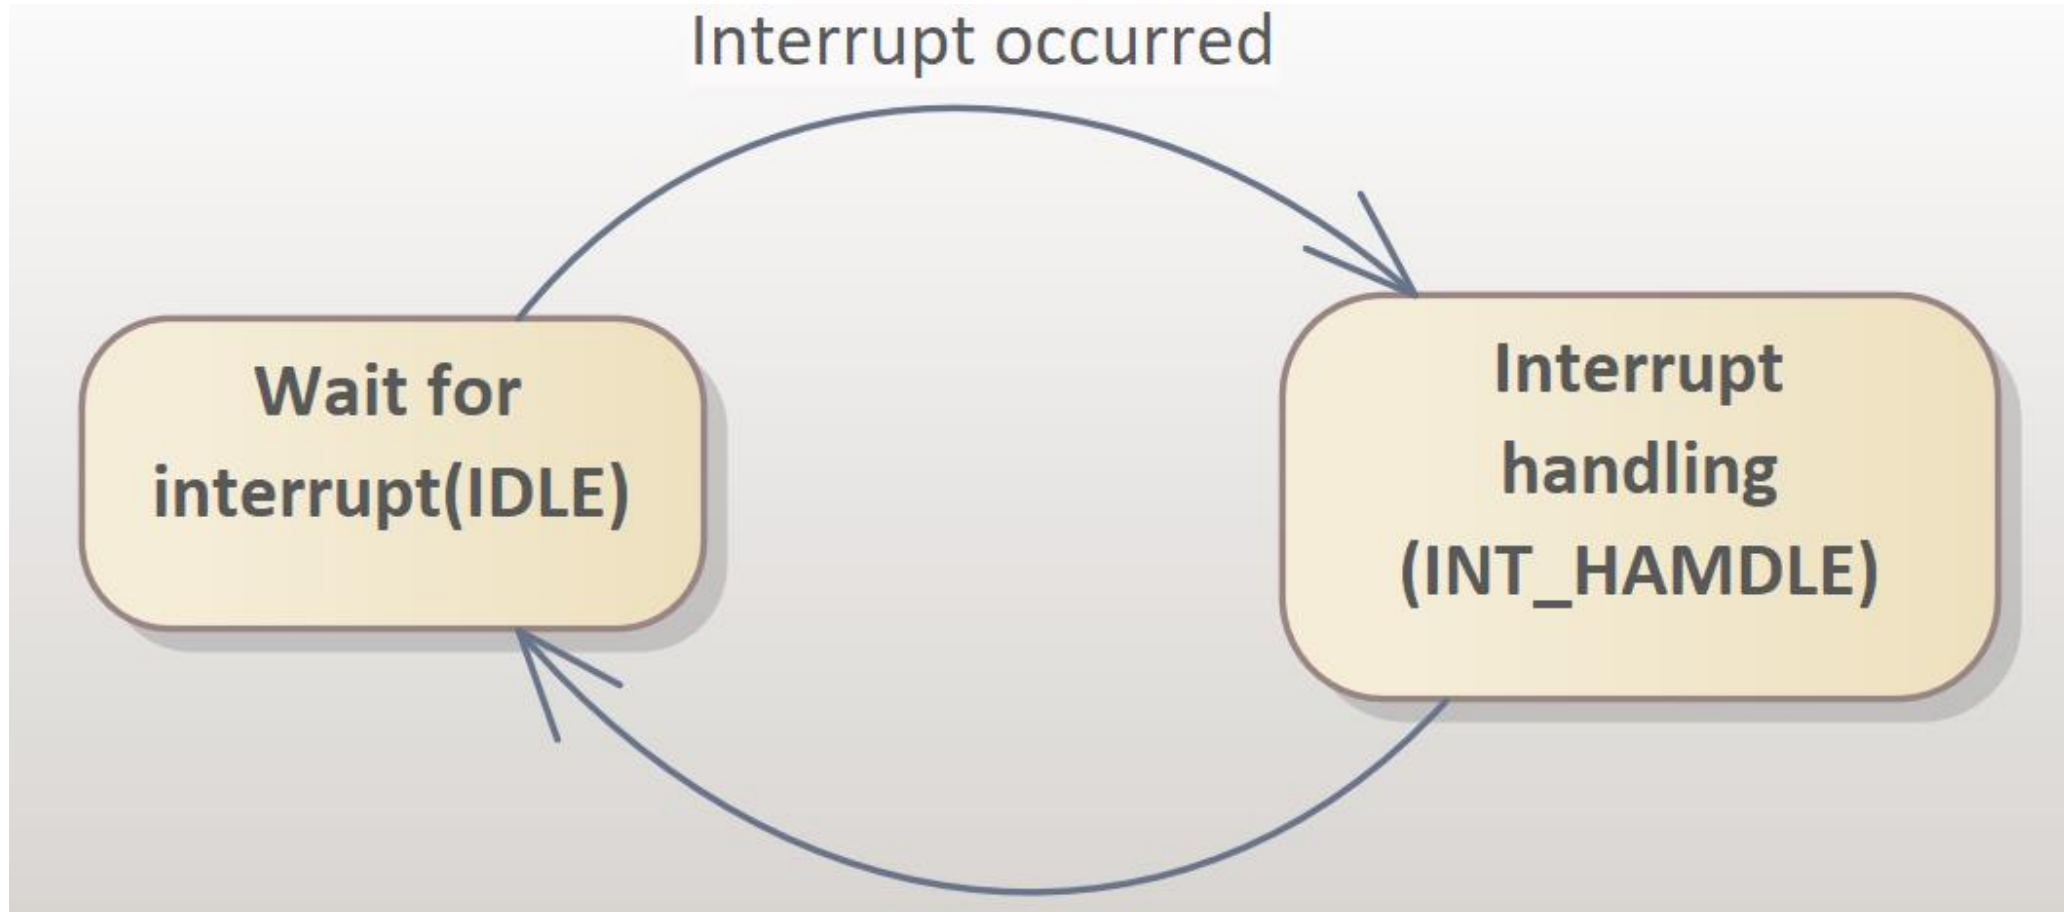 Interrupt occurred
Wait for
interrupt(IDLE)
Interrupt
handling
(INT_HAMDLE)